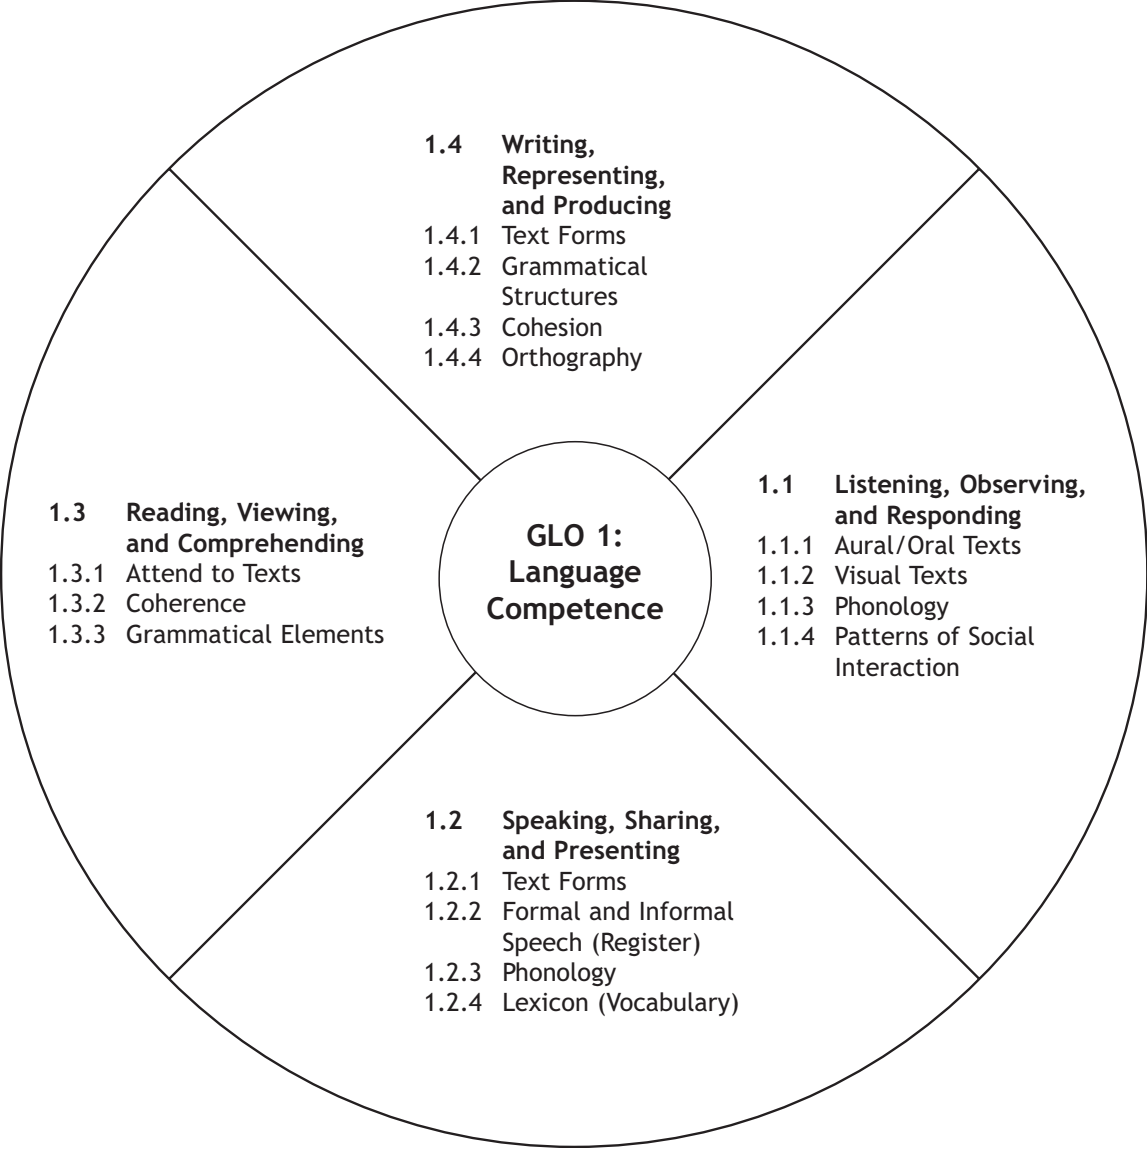 1.4 Writing,
Representing,
and Producing
1.4.1 Text Forms
1.4.2 Grammatical
Structures
1.4.3 Cohesion
1.4.4 Orthography
1.3 Reading, Viewing,
and Comprehending
1.3.1 Attend to Texts
1.3.2 Coherence
1.3.3 Grammatical Elements
GLO 1:
Language
Competence
1.1 Listening, Observing,
and Responding
1.1.1 Aural/Oral Texts
1.1.2 Visual Texts
1.1.3 Phonology
1.1.4 Patterns of Social
Interaction
1.2 Speaking, Sharing,
and Presenting
1.2.1 Text Forms
1.2.2 Formal and Informal
Speech (Register)
1.2.3 Phonology
1.2.4 Lexicon (Vocabulary)